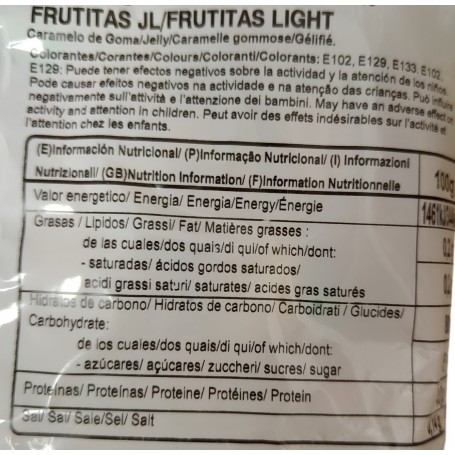 FRUTITAS JL/FRUTITAS LIGHT
Caramelo de Goma/Jelly/Caramelle gommose/Gélifié.
Colorantes/Corantes/Colours/Coloranti/Colorants: E102, E129, E133. E102,
E129: Puede tener efectos negativos sobre la actividad y la atención de los niños.
Pode causar efeitos negativos na actividade e na atenção das crianças. Può influire
negativamente sull'attività e l'attenzione dei bambini. May have an adverse effect on
activity and attention in children. Peut avoir des effets indésirables sur l'activité et
l'attention chez les enfants.
(E)Información Nutricional/ (P)Informação Nutricional/ (I) Informazioni
Nutrizionali/ (GB)Nutrition Information/ (F)Information Nutritionnelle 100g
Valor energetico/ Energia/ Energia/Energy/Énergie
Grasas / Lipidos/ Grassi/ Fat/ Matières grasses :
de las cuales/dos quais/di qui/of which/dont:
- saturadas/ ácidos gordos saturados/
acidi grassi saturi/ saturates/ acides gras saturés
Hidratos de carbono/ Hidratos de carbono/ Carboidrati / Glucides/
Carbohydrate:
de los cuales/dos quais/di qui/of which/dont:
- azúcares/ açúcares/ zuccheri/ sucres/ sugar
Proteínas/ Proteínas/ Proteine/ Protéines/ Protein
Sal/ Sal/ Sale/Sel/ Salt